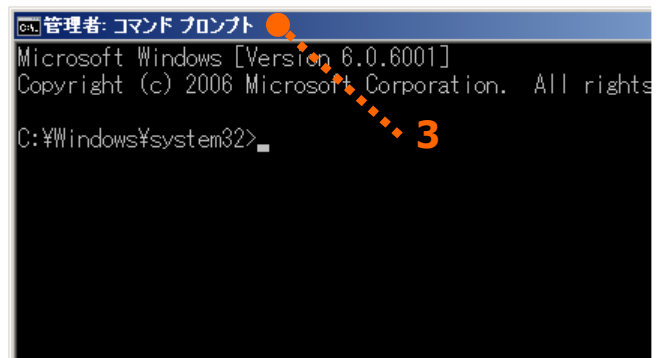 管理者: コマンド プロンプト
Microsoft Windows [Version 6.0.6001]
Copyright (c) 2006 Microsoft Corporation.  All rights
C:¥Windows¥system32>
3